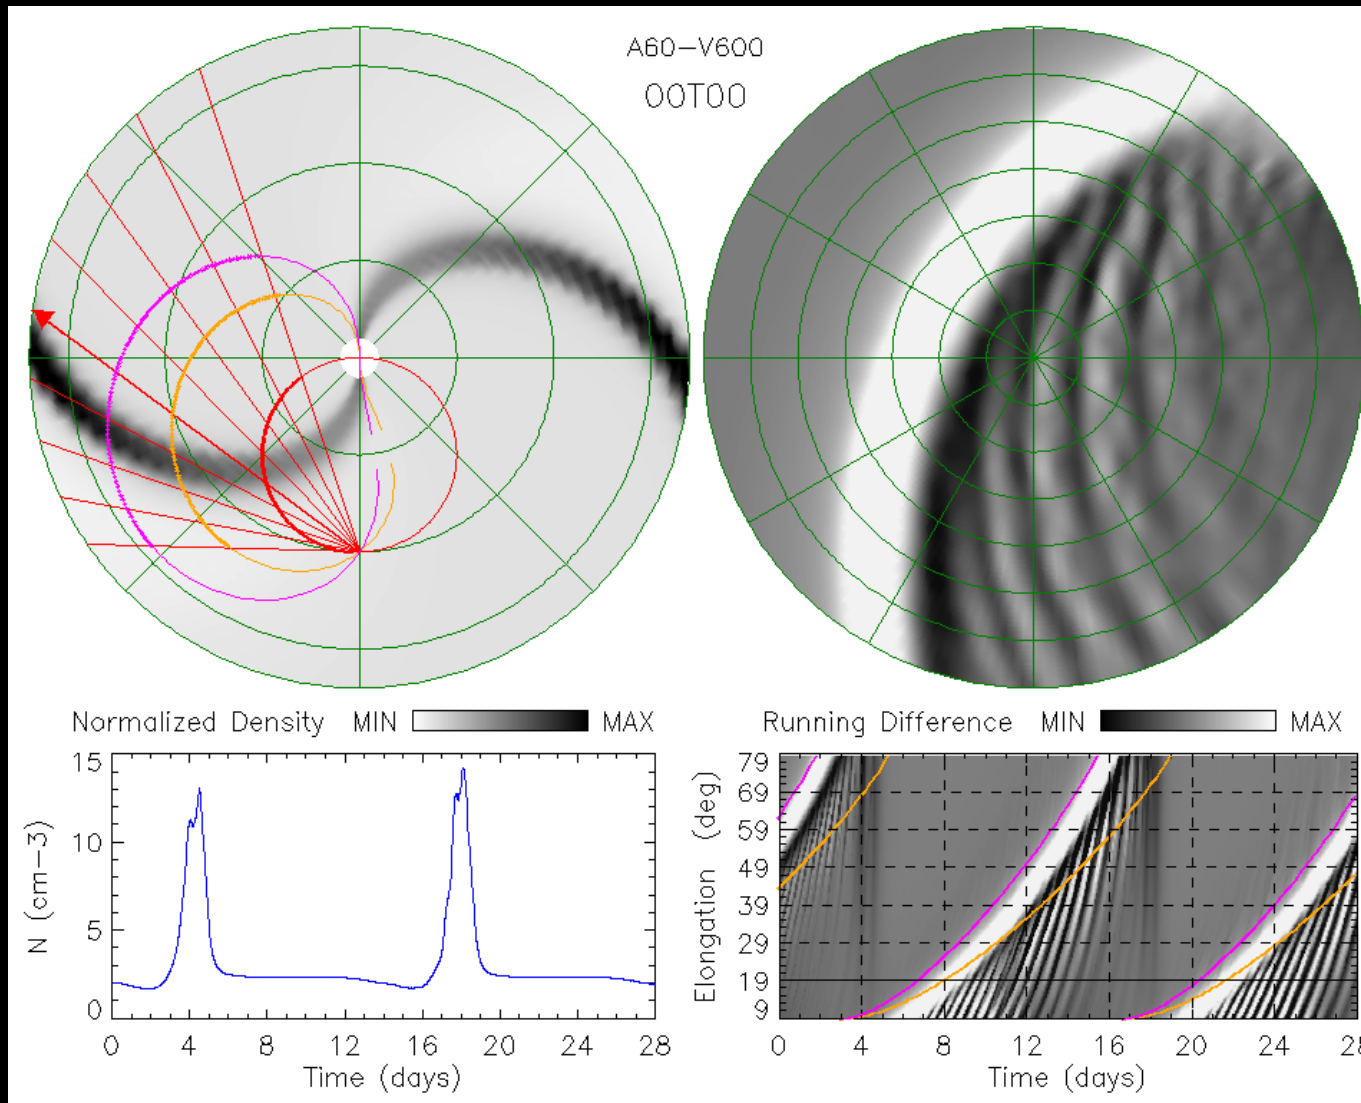 A60-V600
00T00
Normalized Density MIN MAX
Running Difference MIN MAX
15
10
5
0
N (cm-3)
0 4 8 12 16 20 24 28
Time (days)
79
69
59
49
39
29
19
9
Elongation (deg)
0 4 8 12 16 20 24 28
Time (days)